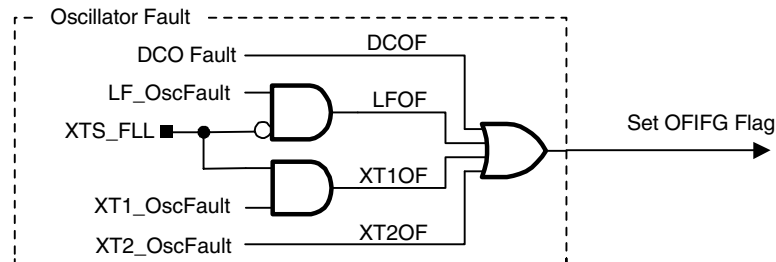 Oscillator Fault
DCO Fault
DCOF
LF_OscFault
LFOF
XTS_FLL
Set OFIFG Flag
XT1OF
XT1_OscFault
XT2_OscFault
XT2OF